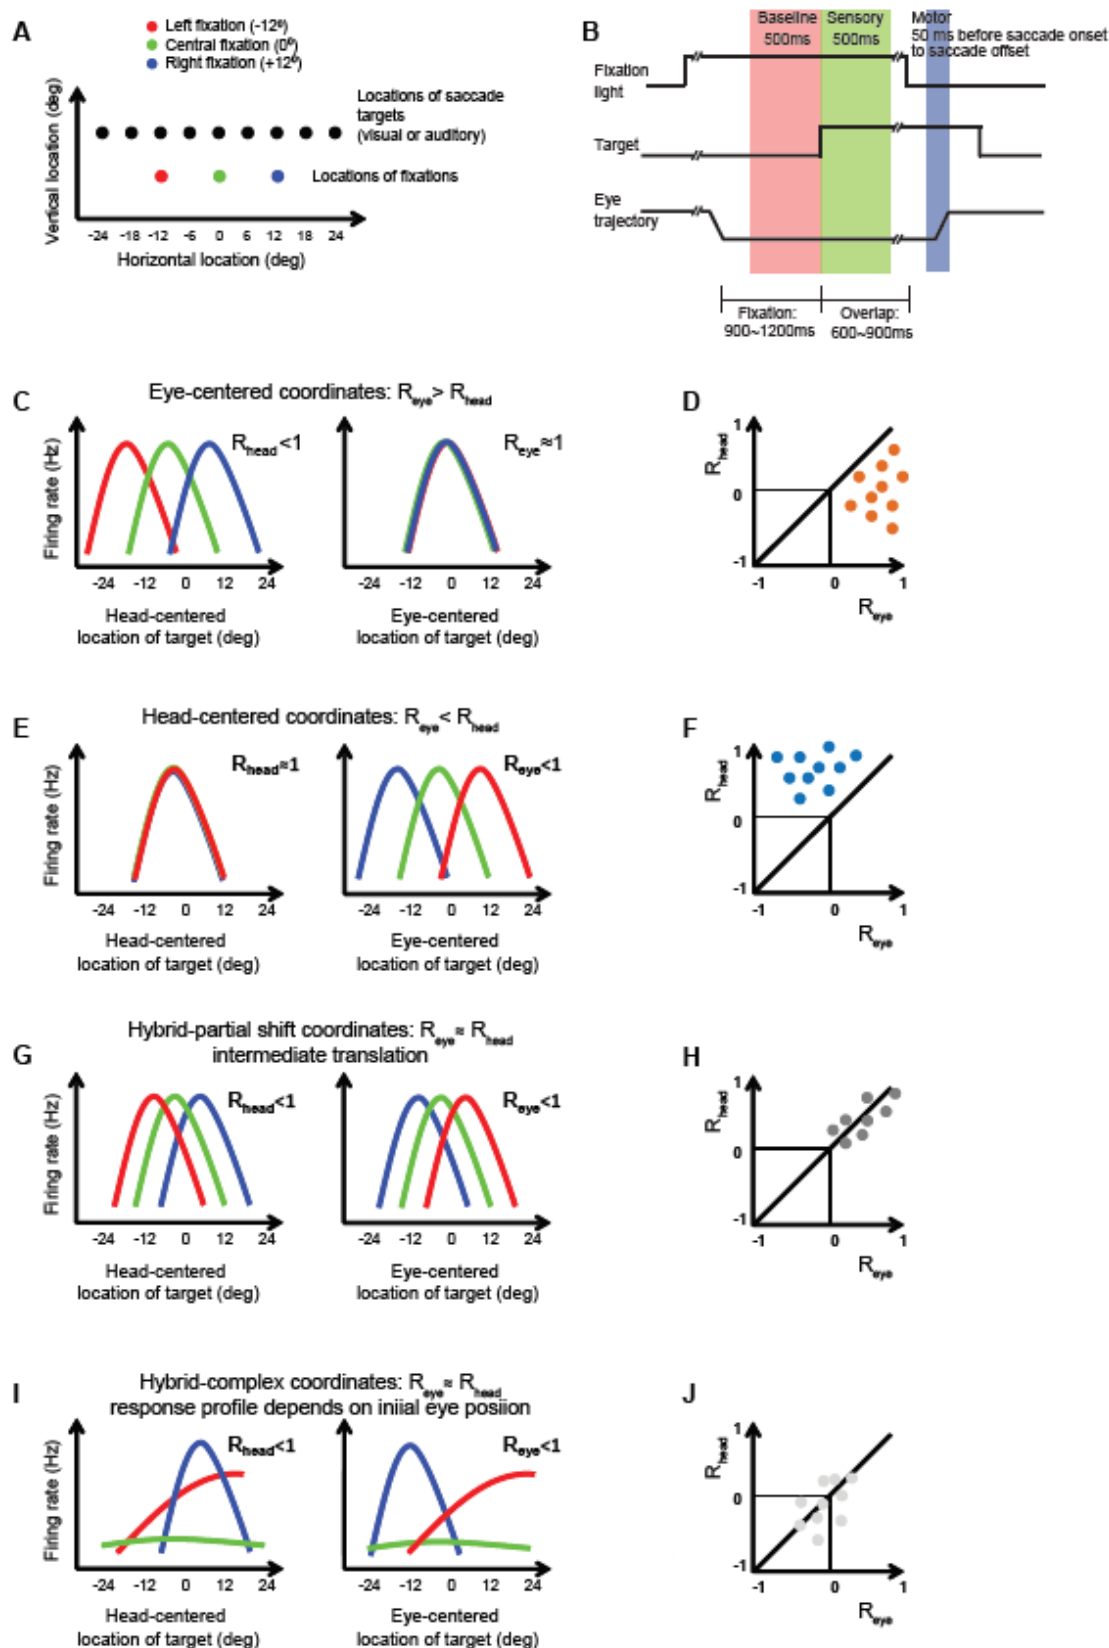 A
Left fixation (-12⁰)
Central fixation (0⁰)
Right fixation (+12⁰)
Locations of saccade
targets
(visual or auditory)
Locations of fixations
Vertical location (deg)
-24 -18 -12 -6 0 6 12 18 24
Horizontal location (deg)
B
Baseline
500ms
Sensory
500ms
Motor
50 ms before saccade onset
to saccade offset
Fixation
light
Target
Eye
trajectory
Fixation:
900~1200ms
Overlap:
600~900ms
C
Eye-centered coordinates: Reye> Rhead
Firing rate (Hz)
Rhead<1
-24 -12 0 12 24
Head-centered
location of target (deg)
Reye≈1
-24 -12 0 12 24
Eye-centered
location of target (deg)
D
Rhead
1
0
-1
-1 0 1
Reye
E
Head-centered coordinates: Reye< Rhead
Firing rate (Hz)
Rhead≈1
-24 -12 0 12 24
Head-centered
location of target (deg)
Reye<1
-24 -12 0 12 24
Eye-centered
location of target (deg)
F
Rhead
1
0
-1
-1 0 1
Reye
G
Hybrid-partial shift coordinates: Reye≈ Rhead
intermediate translation
Firing rate (Hz)
Rhead<1
-24 -12 0 12 24
Head-centered
location of target (deg)
Reye<1
-24 -12 0 12 24
Eye-centered
location of target (deg)
H
Rhead
1
0
-1
-1 0 1
Reye
I
Hybrid-complex coordinates: Reye≈ Rhead
response profile depends on iniial eye posiion
Firing rate (Hz)
Rhead<1
-24 -12 0 12 24
Head-centered
location of target (deg)
Reye<1
-24 -12 0 12 24
Eye-centered
location of target (deg)
J
Rhead
1
0
-1
-1 0 1
Reye